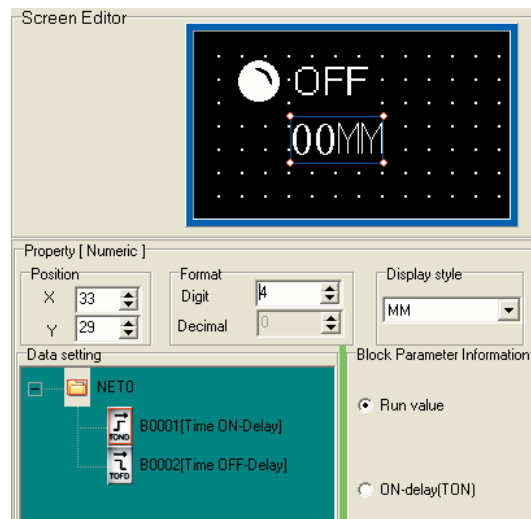 Screen Editor
OFF
00MM
Property [ Numeric ]
Position
X 33
Y 29
Format
Digit 4
Decimal 0
Display style
MM
Data setting
NET0
TOND B0001[Time ON-Delay]
TOFD B0002[Time OFF-Delay]
Block Parameter Information
Run value
ON-delay(TON)